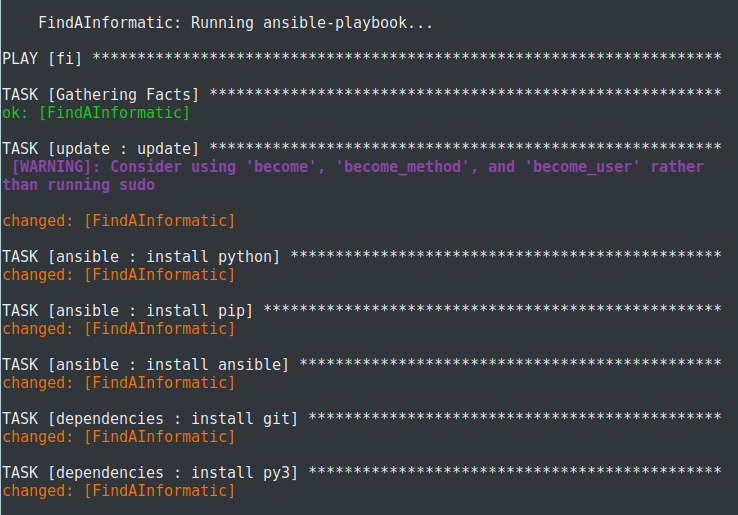 FindAInformatic: Running ansible-playbook...
PLAY [fi] **********************************************************************
TASK [Gathering Facts] *********************************************************
ok: [FindAInformatic]
TASK [update : update] *********************************************************
[WARNING]: Consider using 'become', 'become_method', and 'become_user' rather
than running sudo
changed: [FindAInformatic]
TASK [ansible : install python] ************************************************
changed: [FindAInformatic]
TASK [ansible : install pip] ***************************************************
changed: [FindAInformatic]
TASK [ansible : install ansible] ***********************************************
changed: [FindAInformatic]
TASK [dependencies : install git] **********************************************
changed: [FindAInformatic]
TASK [dependencies : install py3] **********************************************
changed: [FindAInformatic]